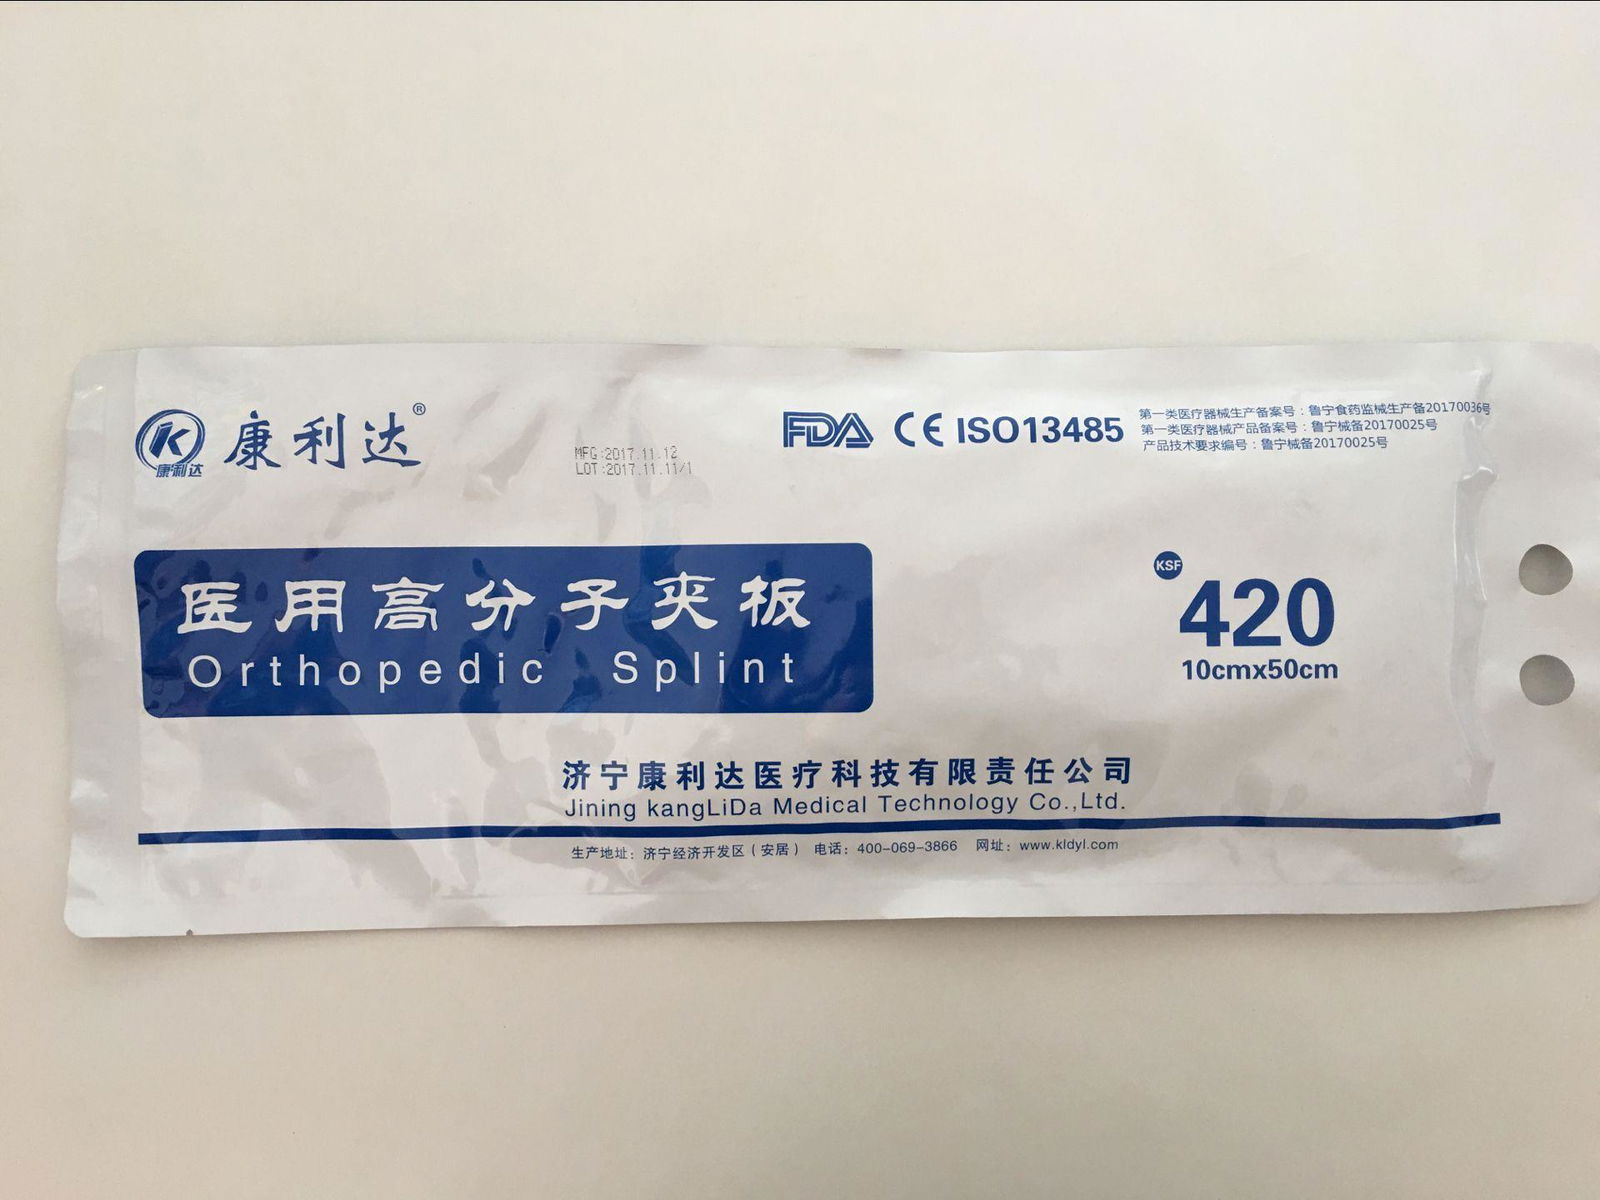 康利达
康利达®
MFG:2017.11.12
LOT:2017.11.11/1
FDA CE ISO13485
第一类医疗器械生产备案号：鲁宁食药监械生产备20170036号
第一类医疗器械产品备案号：鲁宁械备20170025号
产品技术要求编号：鲁宁械备20170025号
医用高分子夹板
Orthopedic Splint
KSF
420
10cmx50cm
济宁康利达医疗科技有限责任公司
Jining kangLiDa Medical Technology Co.,Ltd.
生产地址：济宁经济开发区（安居） 电话：400-069-3866 网址：www.kldyl.com